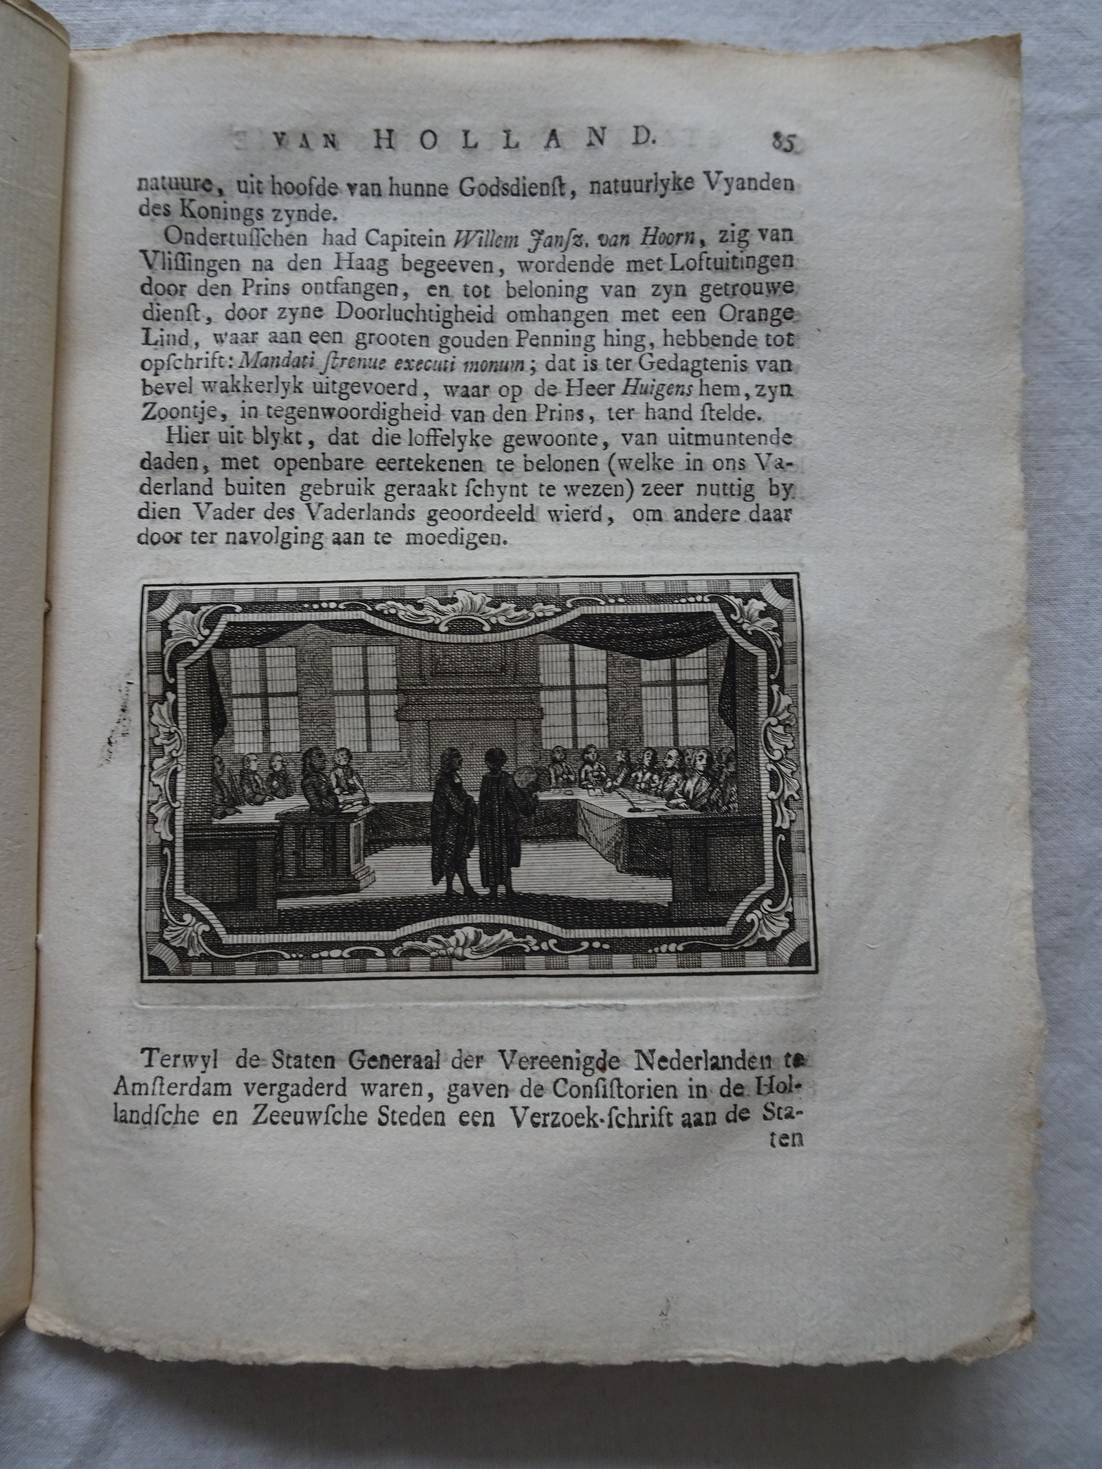 VAN HOLLAND. 85
natuure, uit hoofde van hunne Godsdienſt, natuurlyke Vyanden
des Konings zynde.
Ondertuſſchen had Capitein Willem Janſz. van Hoorn, zig van
Vliſſingen na den Haag begeeven, wordende met Loftuitingen
door den Prins ontfangen, en tot beloning van zyn getrouwe
dienſt, door zyne Doorluchtigheid omhangen met een Orange
Lind, waar aan een grooten gouden Penning hing, hebbende tot
opſchrift: Mandati ſtrenue executi monum; dat is ter Gedagtenis van
bevel wakkerlyk uitgevoerd, waar op de Heer Huigens hem, zyn
Zoontje, in tegenwoordigheid van den Prins, ter hand ſtelde.
Hier uit blykt, dat die loffelyke gewoonte, van uitmuntende
daden, met openbare eertekenen te belonen (welke in ons Va-
derland buiten gebruik geraakt ſchynt te wezen) zeer nuttig by
dien Vader des Vaderlands geoordeeld wierd, om andere daar
door ter navolging aan te moedigen.
Terwyl de Staten Generaal der Vereenigde Nederlanden te
Amſterdam vergaderd waren, gaven de Conſiſtorien in de Hol-
landſche en Zeeuwſche Steden een Verzoek-ſchrift aan de Sta-
ten